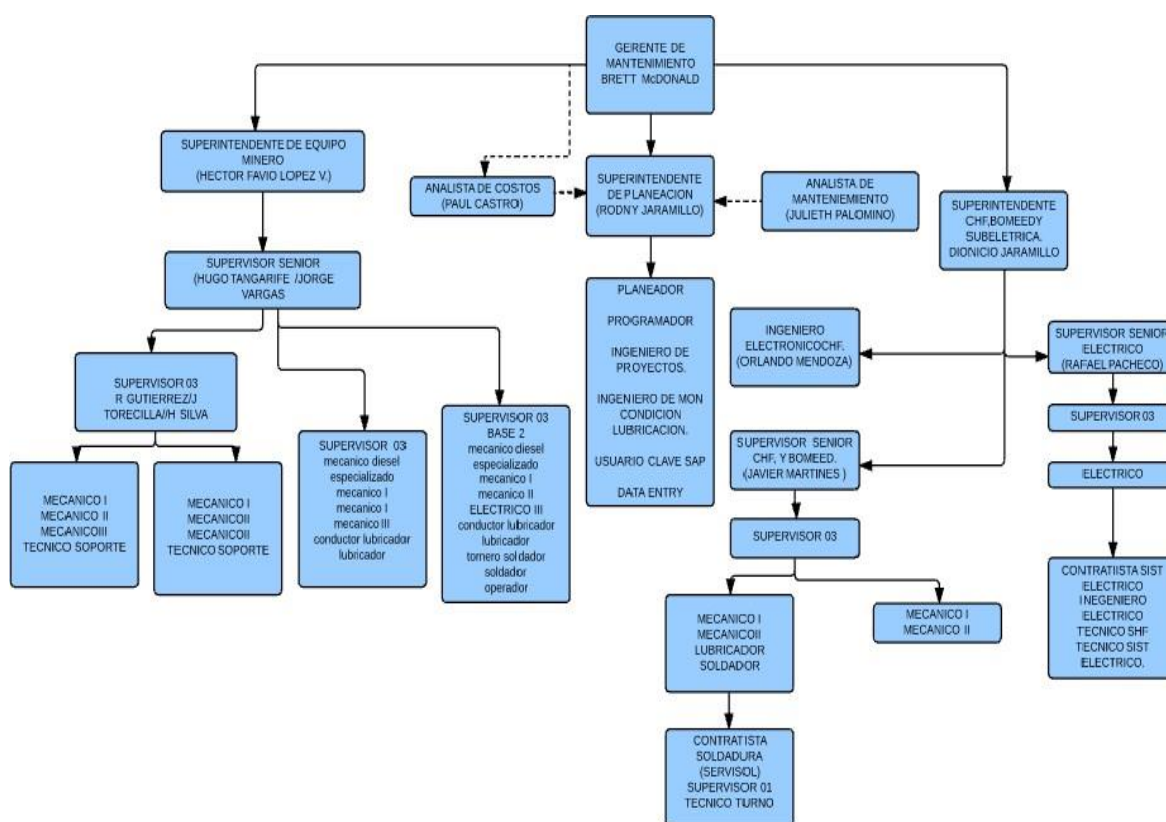 GERENTE DE
MANTENIMIENTO
BRETT McDONALD
SUPERINTENDENTE DE EQUIPO
MINERO
(HECTOR FAVIO LOPEZ V.)
ANALISTA DE COSTOS
(PAUL CASTRO)
SUPERINTENDENTE
DE PLANEACION
(RODNY JARAMILLO)
ANALISTA DE
MANTENIEMIENTO
(JULIETH PALOMINO)
SUPERINTENDENTE
CHF,BOMEEDY
SUBELETRICA.
DIONICIO JARAMILLO
SUPERVISOR SENIOR
(HUGO TANGARIFE /JORGE
VARGAS
PLANEADOR
PROGRAMADOR
INGENIERO DE
PROYECTOS.
INGENIERO DE MON
CONDICION
LUBRICACION.
USUARIO CLAVE SAP
DATA ENTRY
INGENIERO
ELECTRONICOCHF.
(ORLANDO MENDOZA)
SUPERVISOR SENIOR
ELECTRICO
(RAFAEL PACHECO)
SUPERVISOR 03
R GUTIERREZ/J
TORECILLA//H SILVA
SUPERVISOR 03
ELECTRICO
SUPERVISOR 03
mecanico diesel
especializado
mecanico I
mecanico I
mecanico III
conductor lubricador
lubricador
SUPERVISOR 03
BASE 2
mecanico diesel
especializado
mecanico I
mecanico II
ELECTRICO III
conductor lubricador
lubricador
tornero soldador
soldador
operador
SUPERVISOR SENIOR
CHF, Y BOMEED.
(JAVIER MARTINES )
MECANICO I
MECANICO II
MECANICOIII
TECNICO SOPORTE
MECANICO I
MECANICOII
MECANICOII
TECNICO SOPORTE
SUPERVISOR 03
CONTRATIISTA SIST
ELECTRICO
INEGENIERO
ELECTRICO
TECNICO SHF
TECNICO SIST
ELECTRICO.
MECANICO I
MECANICOII
LUBRICADOR
SOLDADOR
MECANICO I
MECANICO II
CONTRATISTA
SOLDADURA
(SERVISOL)
SUPERVISOR 01
TECNICO TURNO